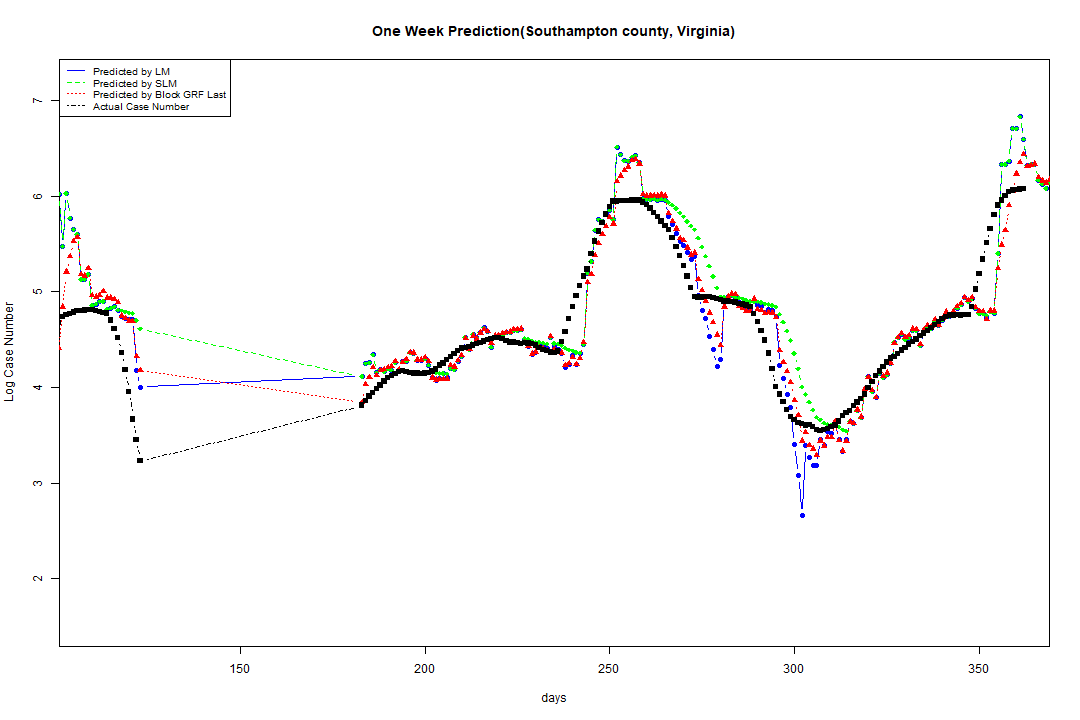 One Week Prediction(Southampton county, Virginia)
Predicted by LM
Predicted by SLM
Predicted by Block GRF Last
Actual Case Number
7
6
5
4
3
2
Log Case Number
150 200 250 300 350
days